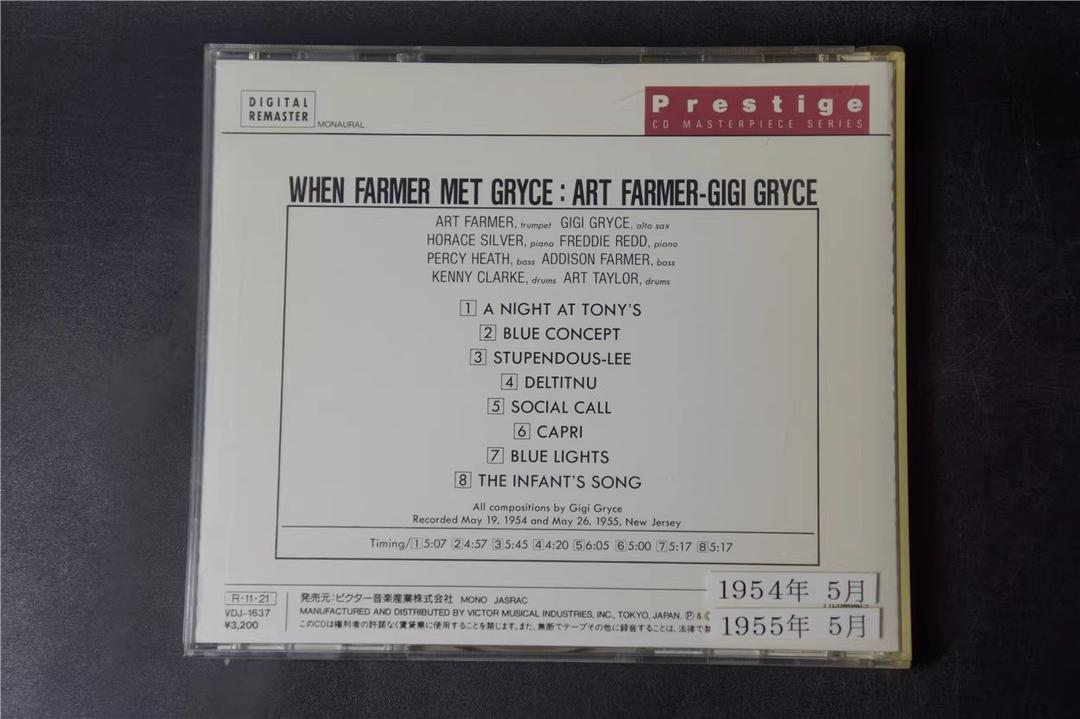 DIGITAL
REMASTER MONAURAL
Prestige
CD MASTERPIECE SERIES
WHEN FARMER MET GRYCE : ART FARMER-GIGI GRYCE
ART FARMER, trumpet GIGI GRYCE, alto sax
HORACE SILVER, piano FREDDIE REDD, piano
PERCY HEATH, bass ADDISON FARMER, bass
KENNY CLARKE, drums ART TAYLOR, drums
1 A NIGHT AT TONY'S
2 BLUE CONCEPT
3 STUPENDOUS-LEE
4 DELTITNU
5 SOCIAL CALL
6 CAPRI
7 BLUE LIGHTS
8 THE INFANT'S SONG
All compositions by Gigi Gryce
Recorded May 19, 1954 and May 26, 1955, New Jersey
Timing/1 5:07 2 4:57 3 5:45 4 4:20 5 6:05 6 5:00 7 5:17 8 5:17
R・11・21
VDJ-1637
¥3,200
発売元:ビクター音楽産業株式会社 MONO JASRAC
MANUFACTURED AND DISTRIBUTED BY VICTOR MUSICAL INDUSTRIES, INC., TOKYO, JAPAN. Ⓟ & ©
このCDは権利者の許諾なく賃貸業に使用することを禁じます。また、無断でテープその他に録音することは、法律で禁
1954年 5月
1955年 5月